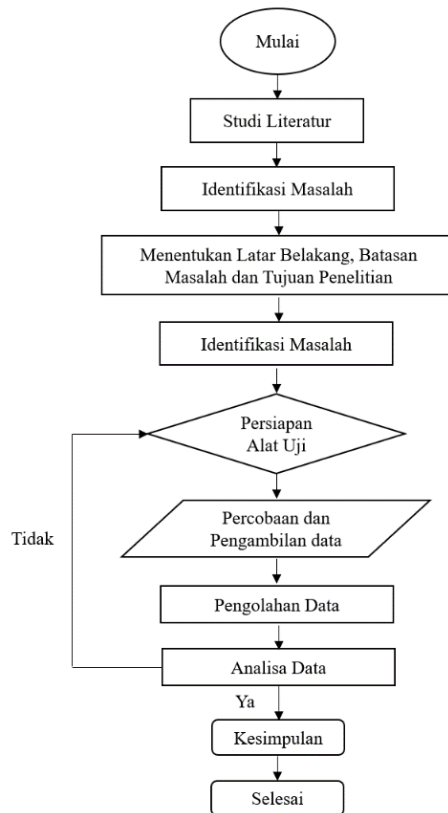 Mulai
Studi Literatur
Identifikasi Masalah
Menentukan Latar Belakang, Batasan
Masalah dan Tujuan Penelitian
Identifikasi Masalah
Persiapan
Alat Uji
Percobaan dan
Pengambilan data
Tidak
Pengolahan Data
Analisa Data
Ya
Kesimpulan
Selesai